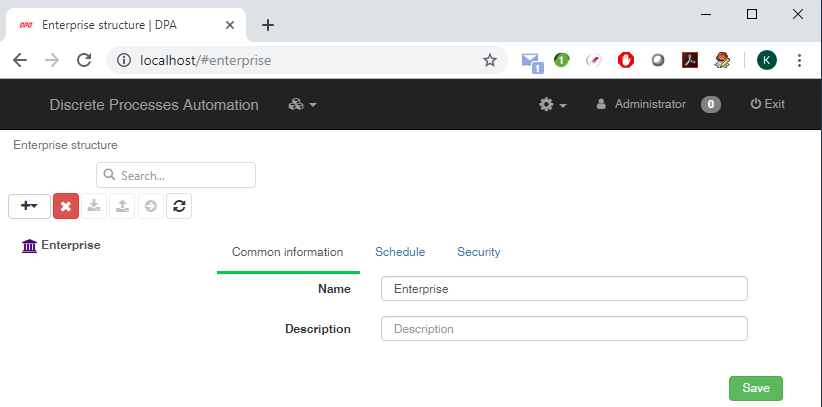 DPA Enterprise structure | DPA
localhost/#enterprise
1
1
K
Discrete Processes Automation
Administrator 0 Exit
Enterprise structure
Search...
Enterprise
Common information Schedule Security
Name Enterprise
Description Description
Save